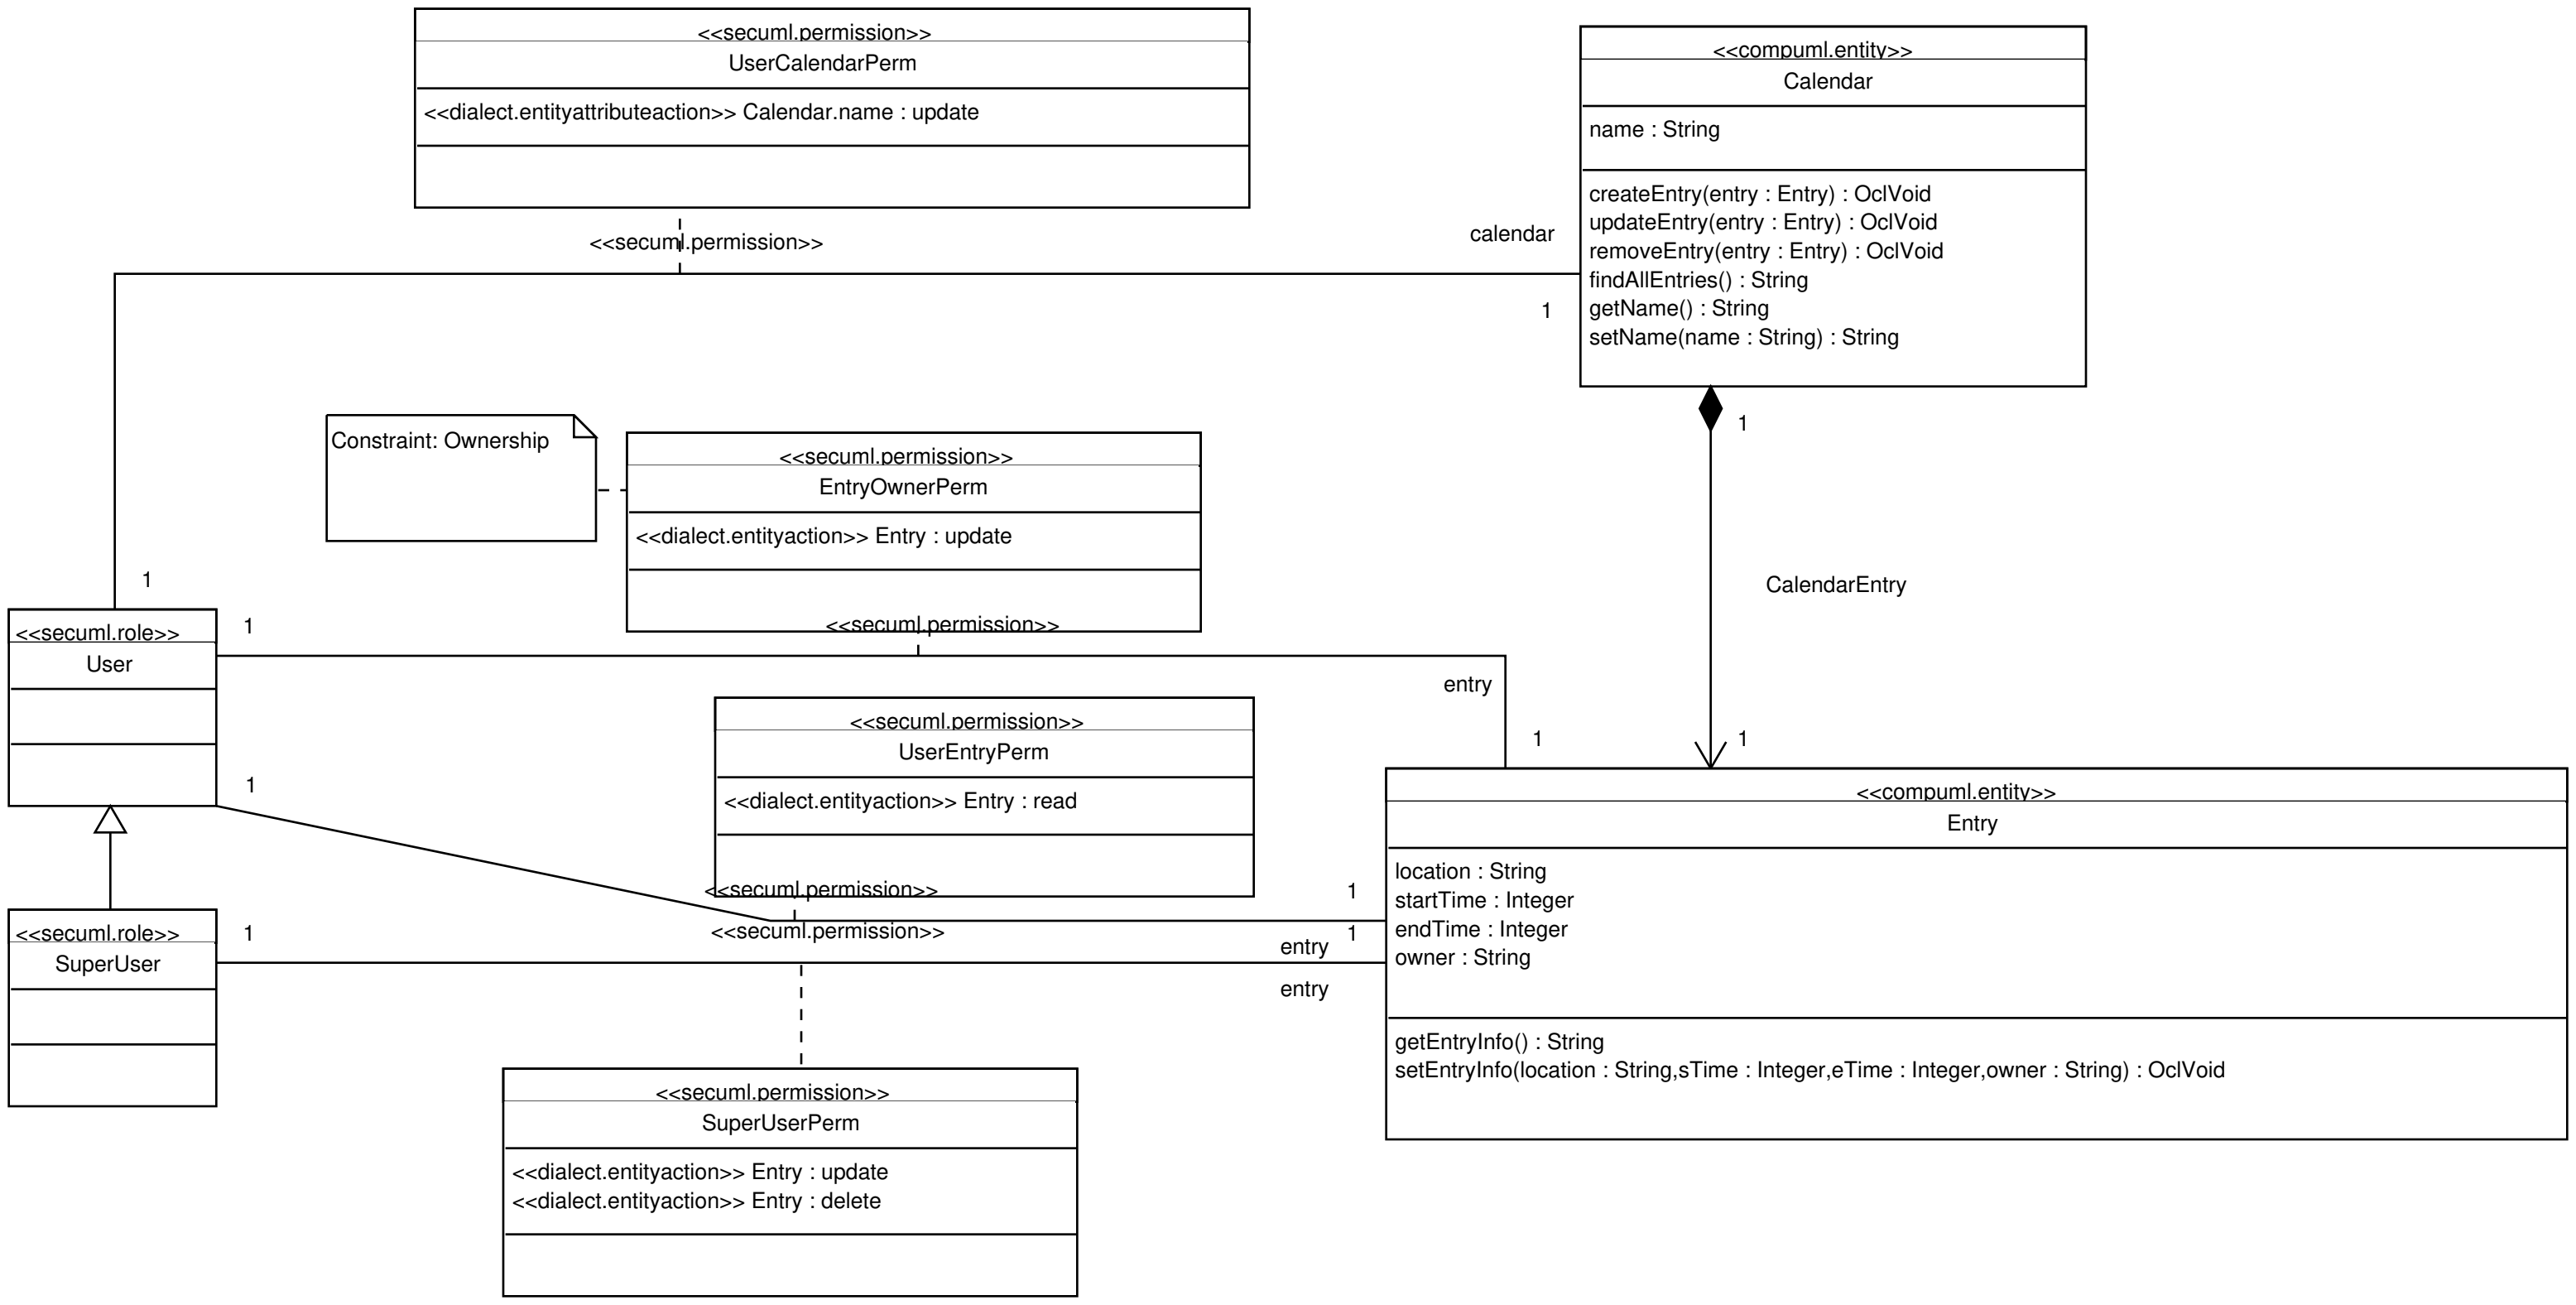 <<secuml.permission>>
UserCalendarPerm
<<dialect.entityattributeaction>> Calendar.name : update
<<secuml.permission>>
<<compuml.entity>>
Calendar
name : String
createEntry(entry : Entry) : OclVoid
updateEntry(entry : Entry) : OclVoid
removeEntry(entry : Entry) : OclVoid
findAllEntries() : String
getName() : String
setName(name : String) : String
calendar
1
1
Constraint: Ownership
<<secuml.permission>>
EntryOwnerPerm
<<dialect.entityaction>> Entry : update
<<secuml.permission>>
1
CalendarEntry
1
1
<<secuml.role>>
User
1
entry
1
<<secuml.permission>>
UserEntryPerm
<<dialect.entityaction>> Entry : read
<<secuml.permission>>
1
1
entry
<<compuml.entity>>
Entry
location : String
startTime : Integer
endTime : Integer
owner : String
getEntryInfo() : String
setEntryInfo(location : String,sTime : Integer,eTime : Integer,owner : String) : OclVoid
<<secuml.role>>
SuperUser
1
<<secuml.permission>>
1
entry
<<secuml.permission>>
SuperUserPerm
<<dialect.entityaction>> Entry : update
<<dialect.entityaction>> Entry : delete